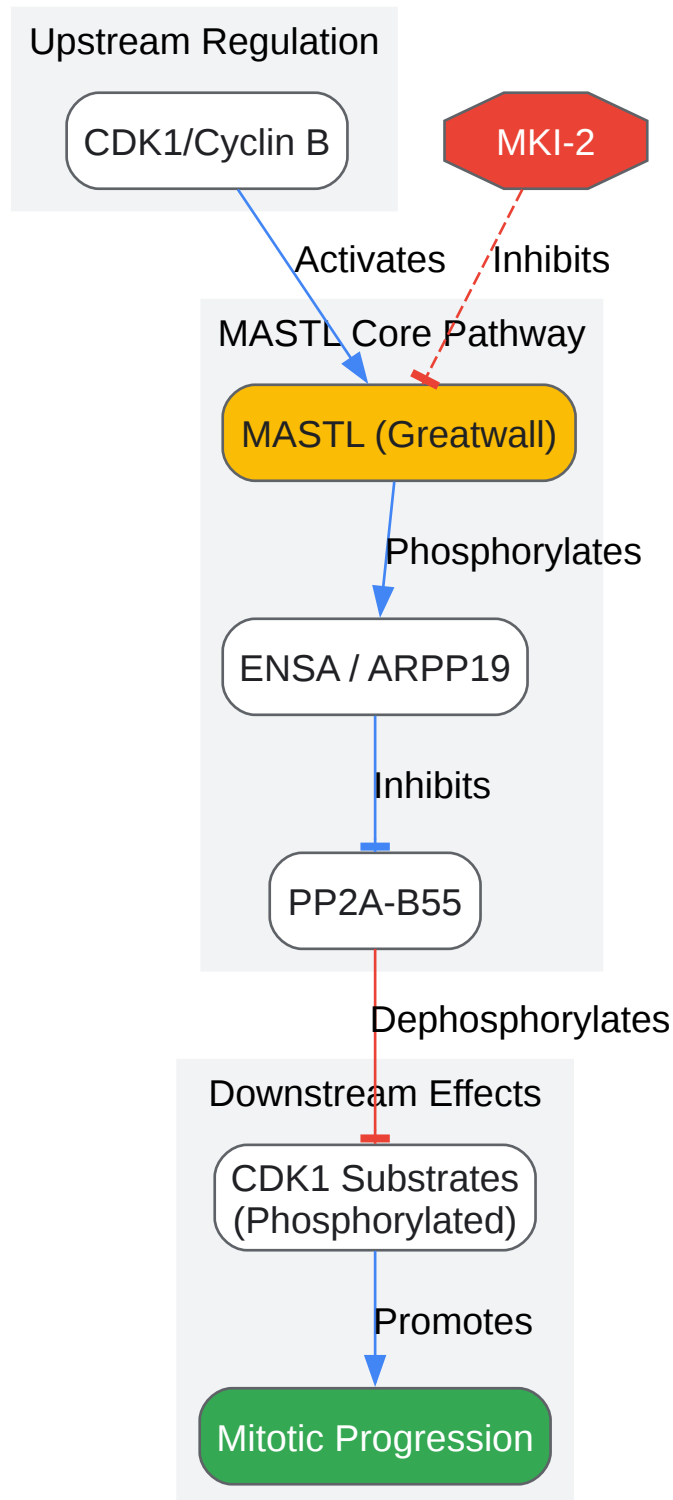 Upstream Regulation
CDK1/Cyclin B
MKI-2
Activates
Inhibits
MASTL Core Pathway
MASTL (Greatwall)
Phosphorylates
ENSA / ARPP19
Inhibits
PP2A-B55
Dephosphorylates
Downstream Effects
CDK1 Substrates
(Phosphorylated)
Promotes
Mitotic Progression